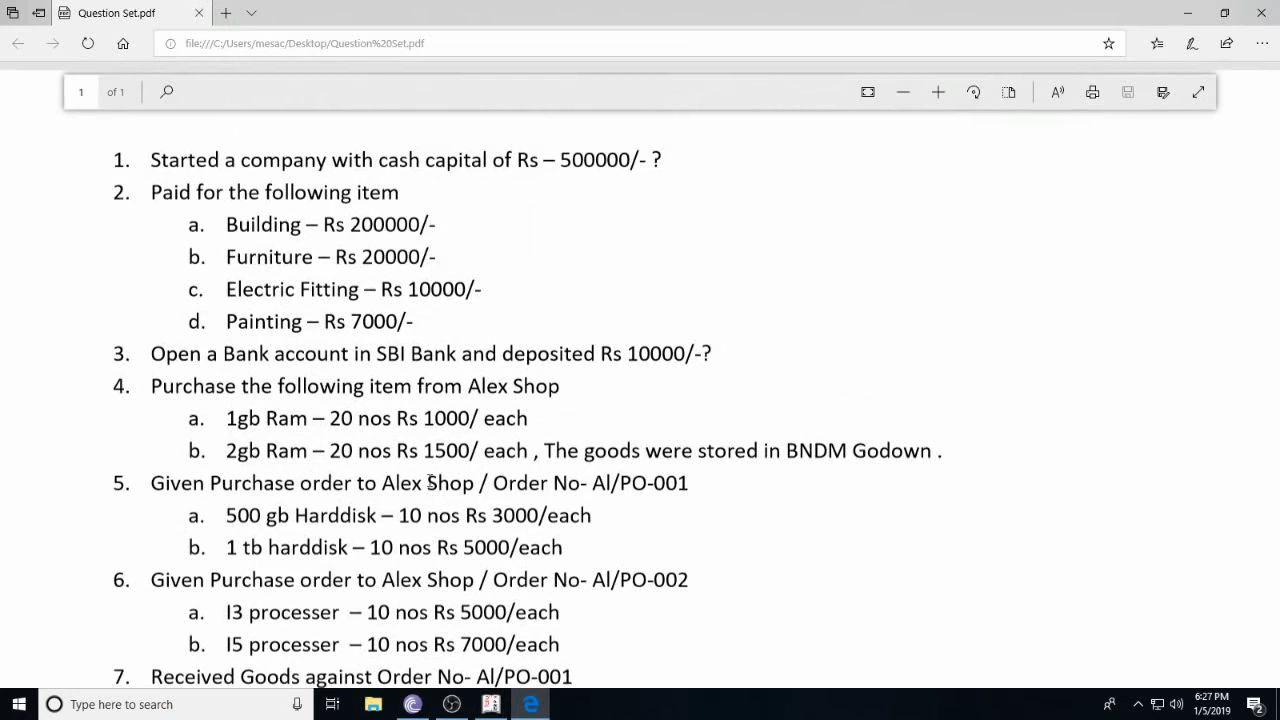 Question Set.pdf
file:///C:/Users/mesac/Desktop/Question%20Set.pdf
1 of 1
1. Started a company with cash capital of Rs – 500000/- ?
2. Paid for the following item
a. Building – Rs 200000/-
b. Furniture – Rs 20000/-
c. Electric Fitting – Rs 10000/-
d. Painting – Rs 7000/-
3. Open a Bank account in SBI Bank and deposited Rs 10000/-?
4. Purchase the following item from Alex Shop
a. 1gb Ram – 20 nos Rs 1000/ each
b. 2gb Ram – 20 nos Rs 1500/ each , The goods were stored in BNDM Godown .
5. Given Purchase order to Alex Shop / Order No- Al/PO-001
a. 500 gb Harddisk – 10 nos Rs 3000/each
b. 1 tb harddisk – 10 nos Rs 5000/each
6. Given Purchase order to Alex Shop / Order No- Al/PO-002
a. I3 processer – 10 nos Rs 5000/each
b. I5 processer – 10 nos Rs 7000/each
7. Received Goods against Order No- Al/PO-001
Type here to search
6:27 PM
1/5/2019